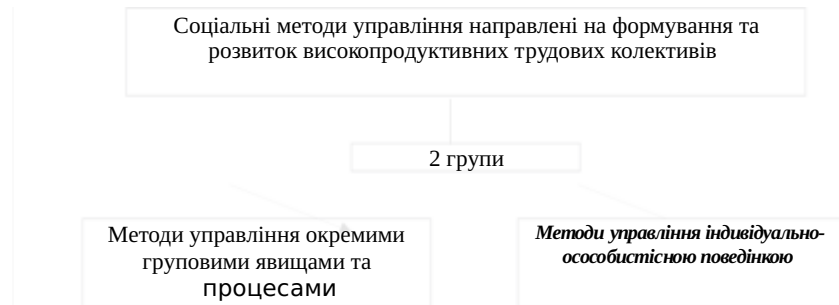 Соціальні методи управління направлені на формування та
розвиток високопродуктивних трудових колективів
2 групи
Методи управління окремими
груповими явищами та
процесами
Методи управління індивідуально-
осособистісною поведінкою